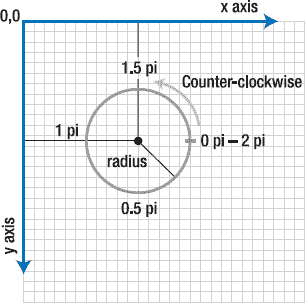 0,0
x axis
1.5 pi
Counter-clockwise
1 pi
0 pi – 2 pi
radius
0.5 pi
y axis